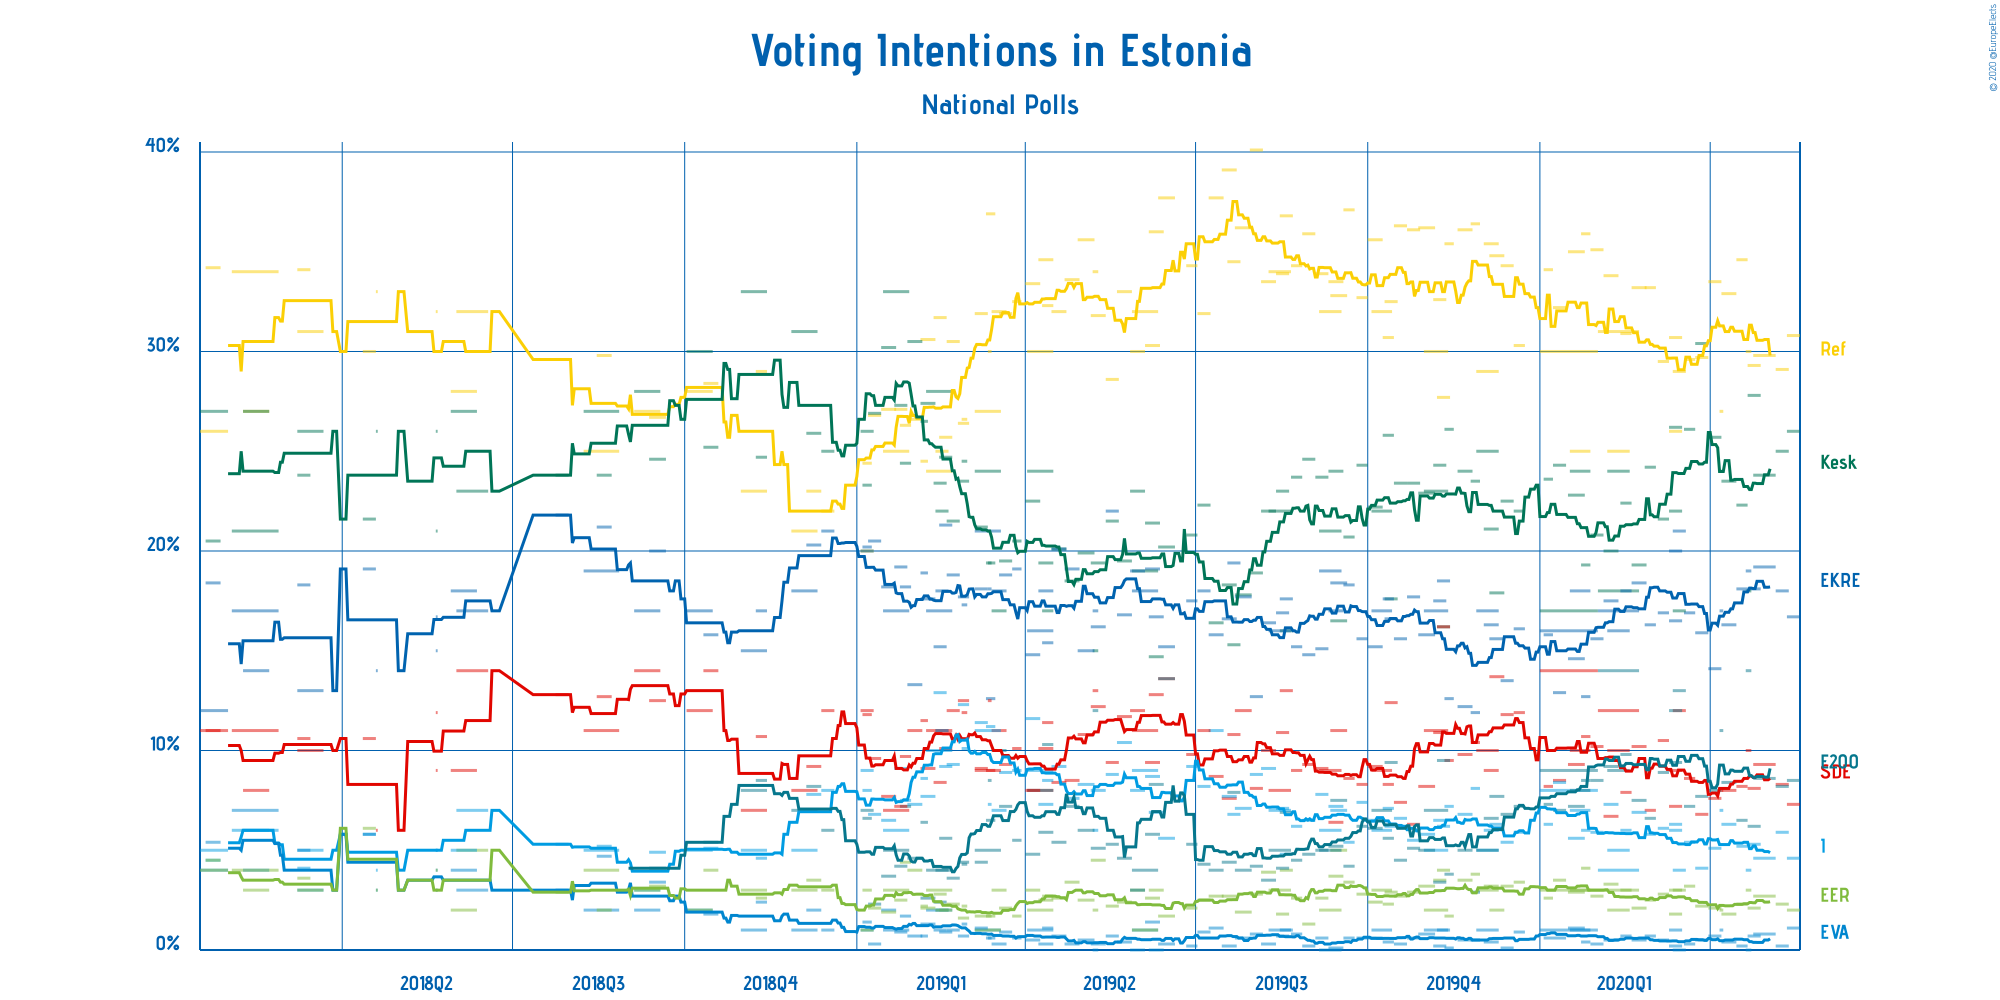 Voting Intentions in Estonia
National Polls
© 2020 @EuropeElects
40%
30%
20%
10%
0%
Ref
Kesk
EKRE
E200
SDE
I
EER
EVA
2018Q2
2018Q3
2018Q4
2019Q1
2019Q2
2019Q3
2019Q4
2020Q1